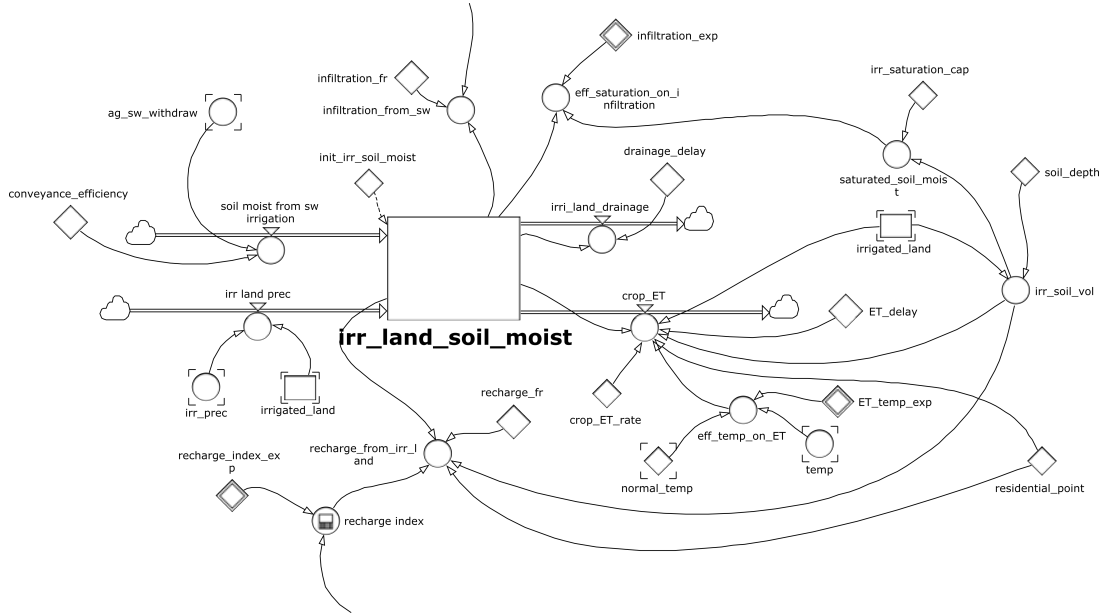 infiltration_exp
infiltration_fr
irr_saturation_cap
eff_saturation_on_i
nfiltration
ag_sw_withdraw
infiltration_from_sw
init_irr_soil_moist
drainage_delay
conveyance_efficiency
saturated_soil_mois
t
soil_depth
soil moist from sw
irrigation
irri_land_drainage
irrigated_land
irr land prec
crop_ET
irr_soil_vol
ET_delay
irr_land_soil_moist
irr_prec
irrigated_land
recharge_fr
crop_ET_rate
ET_temp_exp
eff_temp_on_ET
recharge_from_irr_l
and
recharge_index_ex
p
temp
normal_temp
residential_point
recharge index